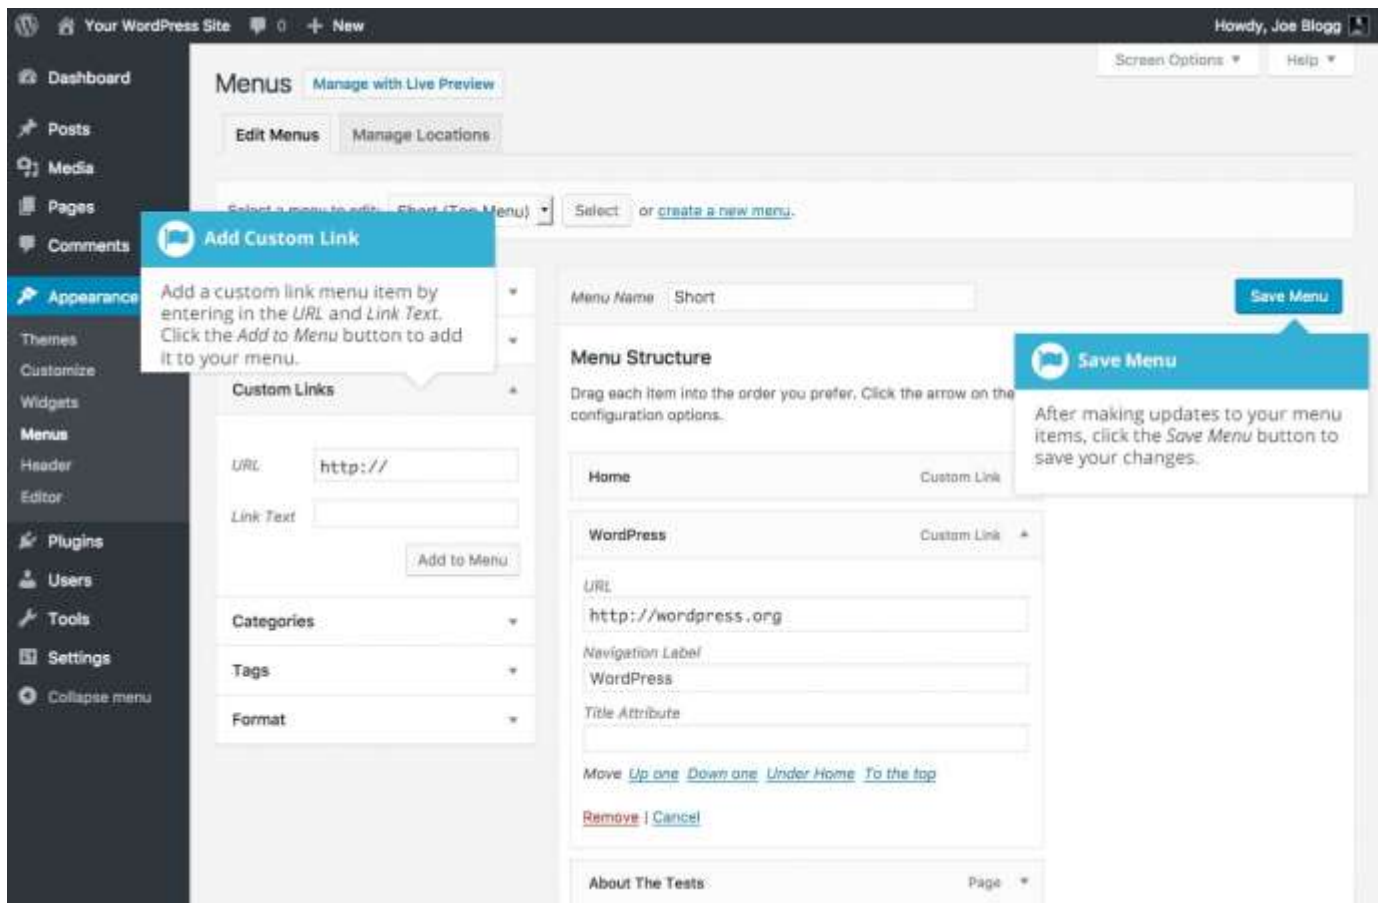 Your WordPress Site 0 + New
Howdy, Joe Blogg
Screen Options
Help
Dashboard
Posts
Media
Pages
Comments
Appearance
Themes
Customize
Widgets
Menus
Header
Editor
Plugins
Users
Tools
Settings
Collapse menu
Menus Manage with Live Preview
Edit Menus Manage Locations
Select a menu to edit: Short (Top Menu) Select or create a new menu.
Add Custom Link
Add a custom link menu item by
entering in the URL and Link Text.
Click the Add to Menu button to add
it to your menu.
Custom Links
URL http://
Link Text
Add to Menu
Categories
Tags
Format
Menu Name Short
Save Menu
Menu Structure
Drag each item into the order you prefer. Click the arrow on the
configuration options.
Save Menu
After making updates to your menu
items, click the Save Menu button to
save your changes.
Home Custom Link
WordPress Custom Link
URL
http://wordpress.org
Navigation Label
WordPress
Title Attribute
Move Up one Down one Under Home To the top
Remove | Cancel
About The Tests Page